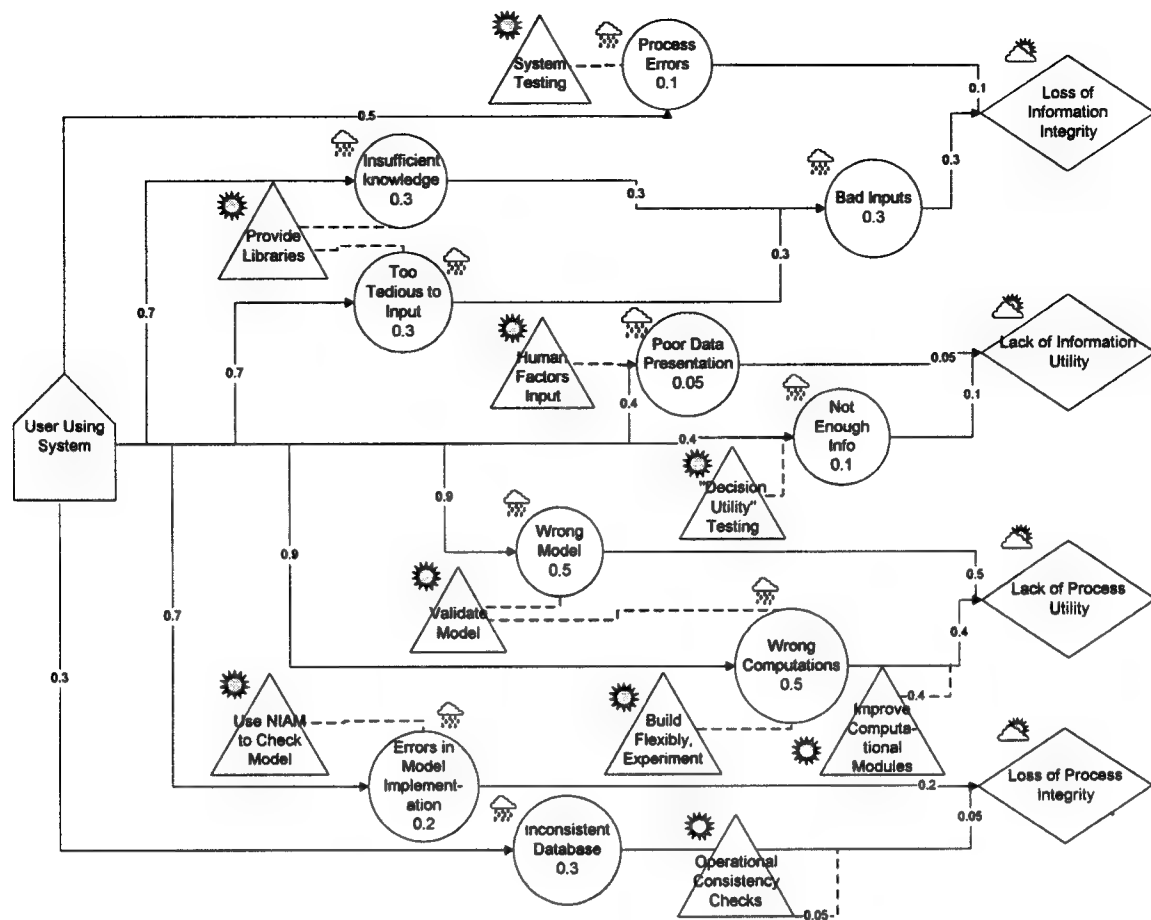 System
Testing
Process
Errors
0.1
0.5
0.1
Loss of
Information
Integrity
Insufficient
knowledge
0.3
0.3
Bad Inputs
0.3
0.3
Provide
Libraries
Too
Tedious to
Input
0.3
0.3
0.7
0.7
Human
Factors
Input
Poor Data
Presentation
0.05
0.05
Lack of Information
Utility
0.4
0.1
User Using
System
0.4
Not
Enough
Info
0.1
"Decision
Utility"
Testing
0.9
Wrong
Model
0.5
0.5
Lack of Process
Utility
0.9
Validate
Model
0.4
Wrong
Computations
0.5
0.7
0.3
Use NIAM
to Check
Model
Build
Flexibly,
Experiment
0.4
Improve
Computa-
tional
Modules
Errors in
Model
Implement-
ation
0.2
0.2
Loss of Process
Integrity
0.05
Inconsistent
Database
0.3
Operational
Consistency
Checks
0.05